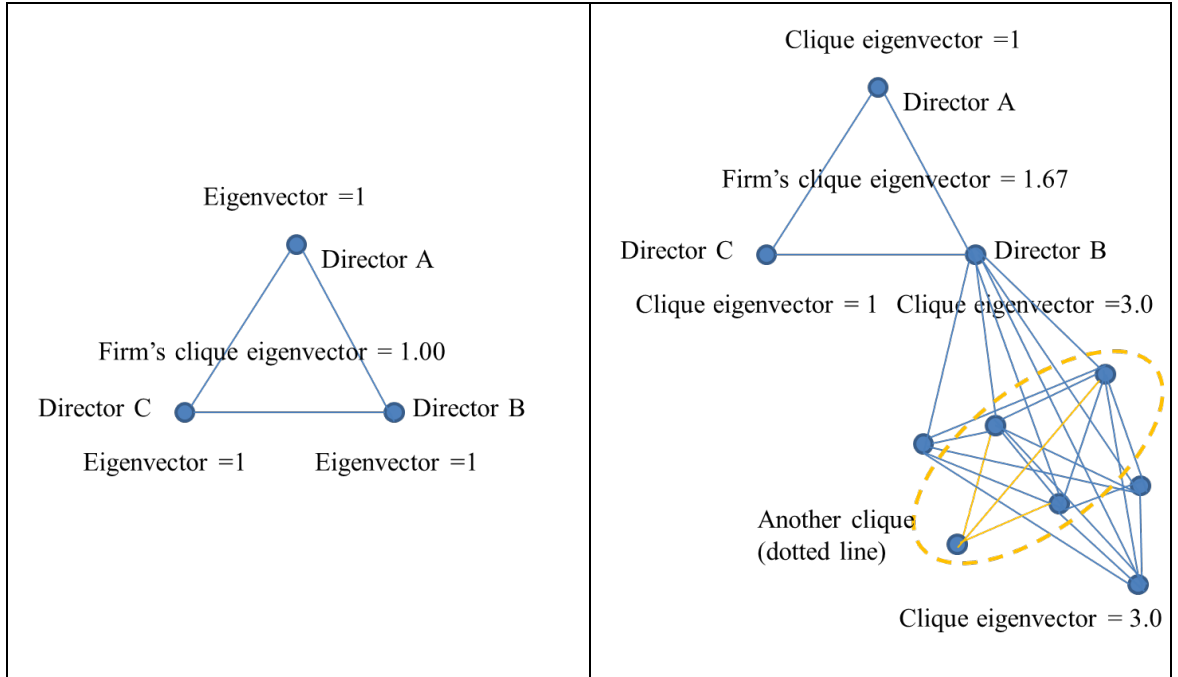 Eigenvector =1
Director A
Firm's clique eigenvector = 1.00
Director C
Director B
Eigenvector =1
Eigenvector =1
Clique eigenvector =1
Director A
Firm's clique eigenvector = 1.67
Director C
Director B
Clique eigenvector = 1
Clique eigenvector =3.0
Another clique
(dotted line)
Clique eigenvector = 3.0